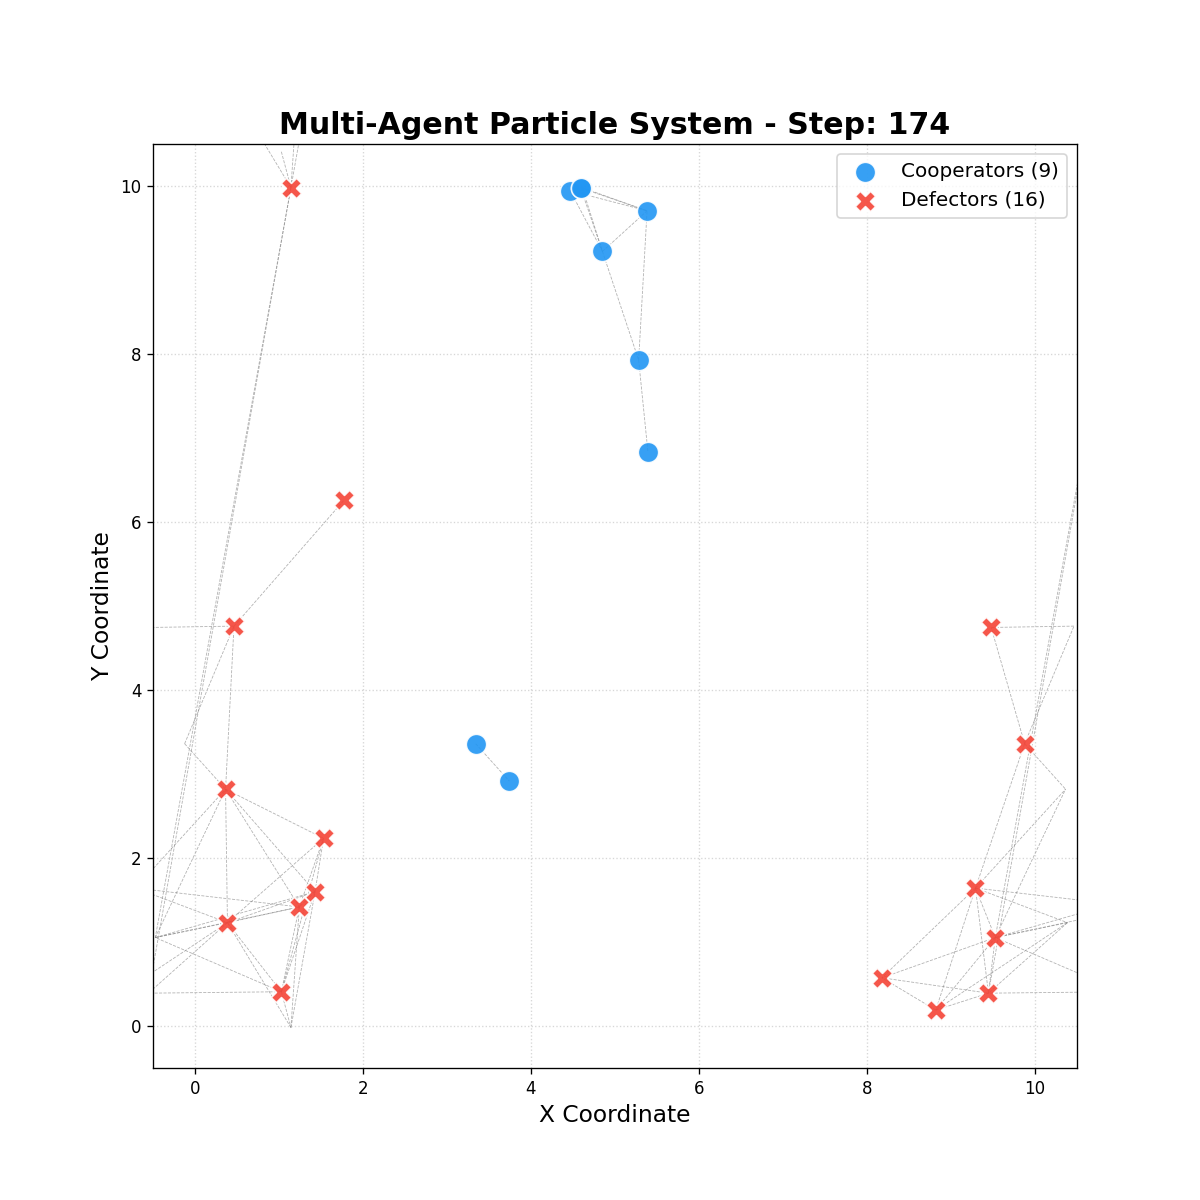 Multi-Agent Particle System - Step: 174
Cooperators (9)
Defectors (16)
Y Coordinate
10
8
6
4
2
0
0 2 4 6 8 10
X Coordinate